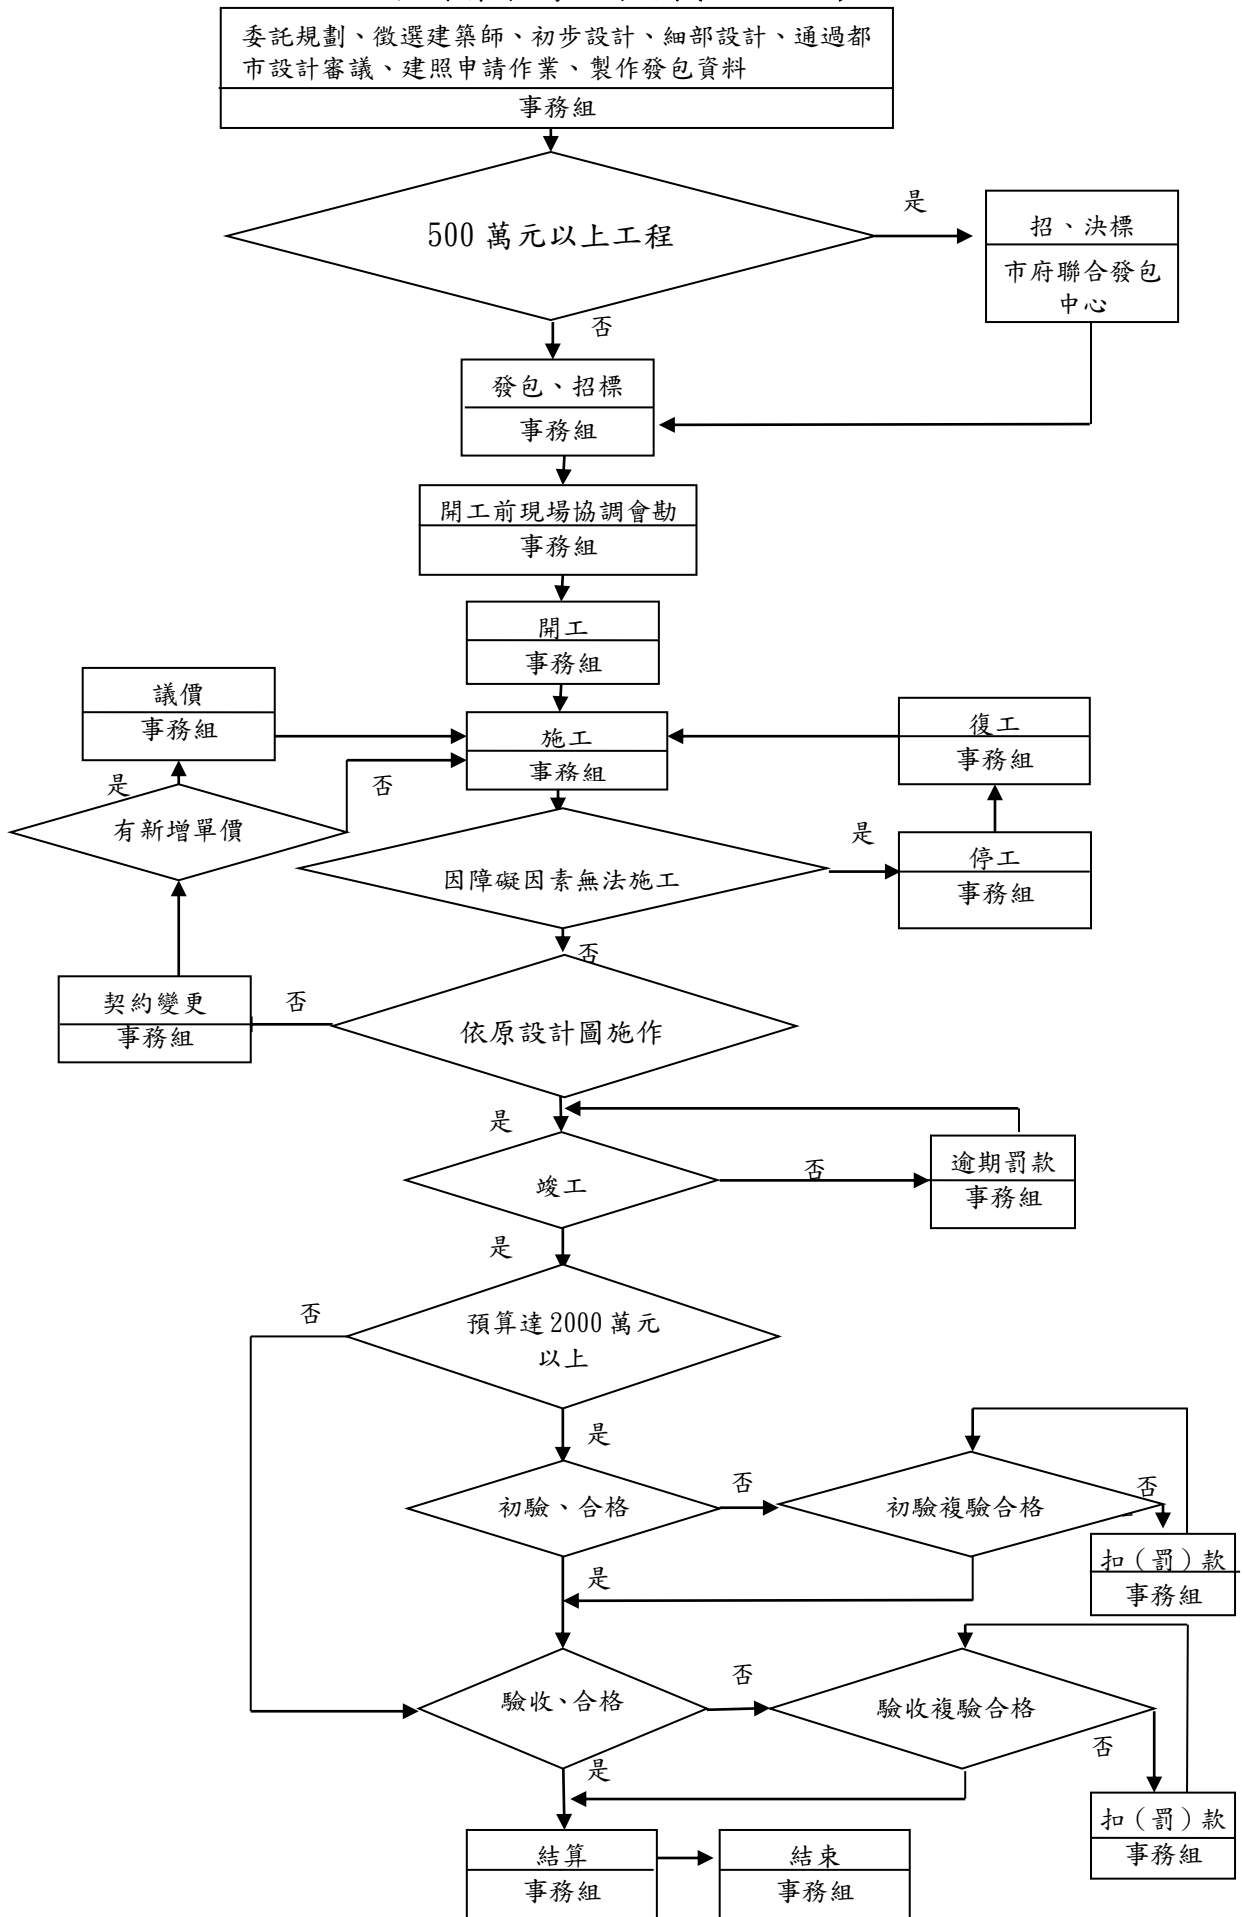 委託規劃、徵選建築師、初步設計、細部設計、通過都
市設計審議、建照申請作業、製作發包資料
事務組
500 萬元以上工程
是
招、決標
市府聯合發包
中心
否
發包、招標
事務組
開工前現場協調會勘
事務組
開工
事務組
議價
事務組
施工
事務組
復工
事務組
是
否
有新增單價
因障礙因素無法施工
是
停工
事務組
否
契約變更
事務組
否
依原設計圖施作
是
竣工
否
逾期罰款
事務組
是
否
預算達 2000 萬元
以上
是
初驗、合格
否
初驗複驗合格
否
扣（罰）款
事務組
是
驗收、合格
否
驗收複驗合格
否
扣（罰）款
事務組
是
結算
事務組
結束
事務組